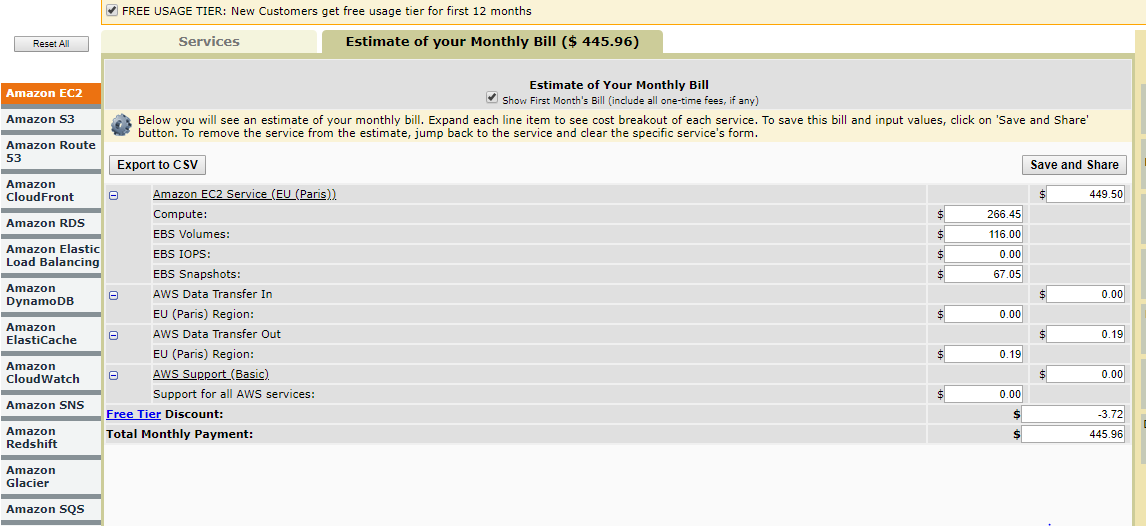 FREE USAGE TIER: New Customers get free usage tier for first 12 months
Reset All
Services
Estimate of your Monthly Bill ($ 445.96)
Estimate of Your Monthly Bill
Show First Month's Bill (include all one-time fees, if any)
Below you will see an estimate of your monthly bill. Expand each line item to see cost breakout of each service. To save this bill and input values, click on 'Save and Share'
button. To remove the service from the estimate, jump back to the service and clear the specific service's form.
Export to CSV
Save and Share
Amazon EC2 Service (EU (Paris)) $ 449.50
Compute: $ 266.45
EBS Volumes: $ 116.00
EBS IOPS: $ 0.00
EBS Snapshots: $ 67.05
AWS Data Transfer In $ 0.00
EU (Paris) Region: $ 0.00
AWS Data Transfer Out $ 0.19
EU (Paris) Region: $ 0.19
AWS Support (Basic) $ 0.00
Support for all AWS services: $ 0.00
Free Tier Discount: $ -3.72
Total Monthly Payment: $ 445.96
Amazon EC2
Amazon S3
Amazon Route
53
Amazon
CloudFront
Amazon RDS
Amazon Elastic
Load Balancing
Amazon
DynamoDB
Amazon
ElastiCache
Amazon
CloudWatch
Amazon SNS
Amazon
Redshift
Amazon
Glacier
Amazon SQS